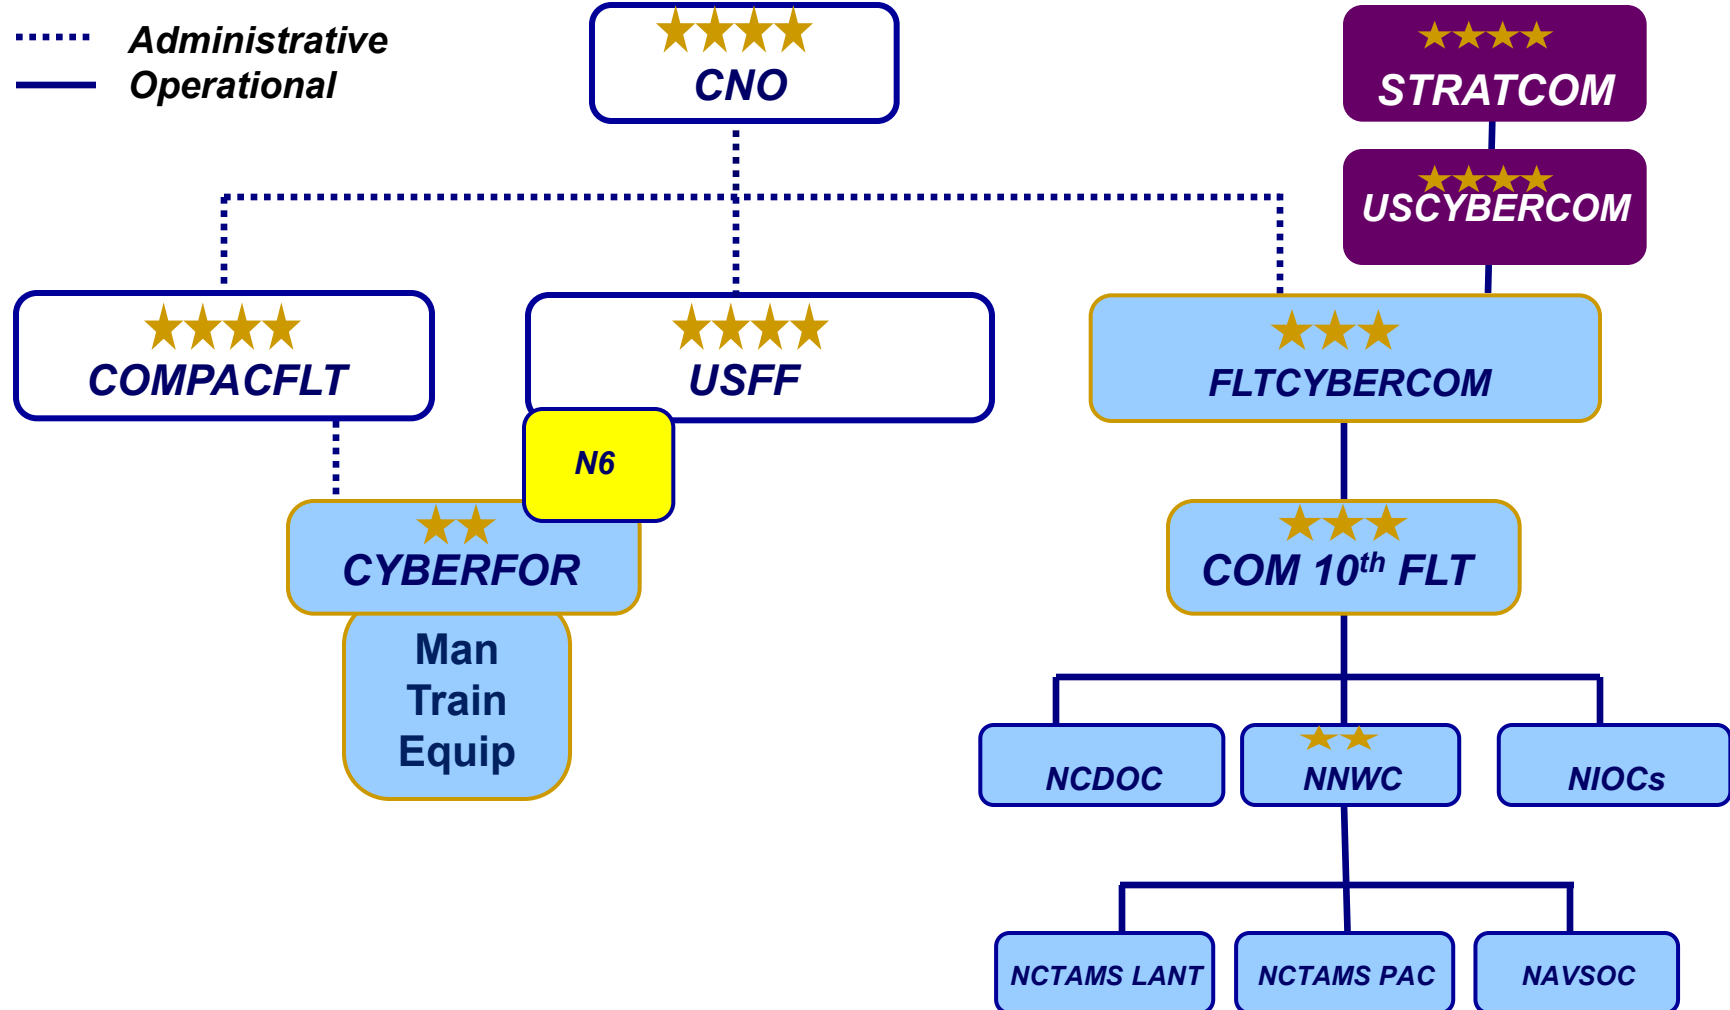 Administrative
Operational
CNO
STRATCOM
USCYBERCOM
COMPACFLT
USFF
FLTCYBERCOM
N6
CYBERFOR
COM 10th FLT
Man
Train
Equip
NCDOC
NNWC
NIOCs
NCTAMS LANT
NCTAMS PAC
NAVSOC